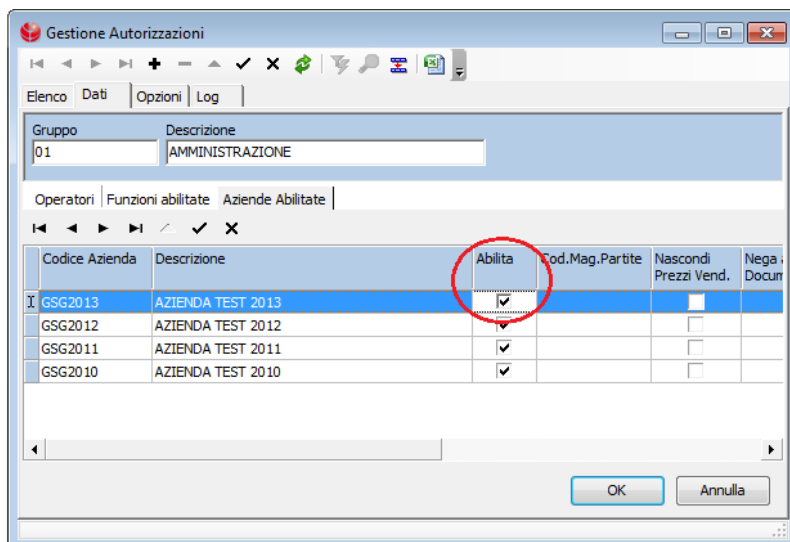 Gestione Autorizzazioni
Elenco Dati Opzioni Log
Gruppo Descrizione
01 AMMINISTRAZIONE
Operatori Funzioni abilitate Aziende Abilitate
Codice Azienda Descrizione Abilita Cod.Mag.Partite Nascondi Prezzi Vend. Nega Docum
GSG2013 AZIENDA TEST 2013
GSG2012 AZIENDA TEST 2012
GSG2011 AZIENDA TEST 2011
GSG2010 AZIENDA TEST 2010
OK Annulla